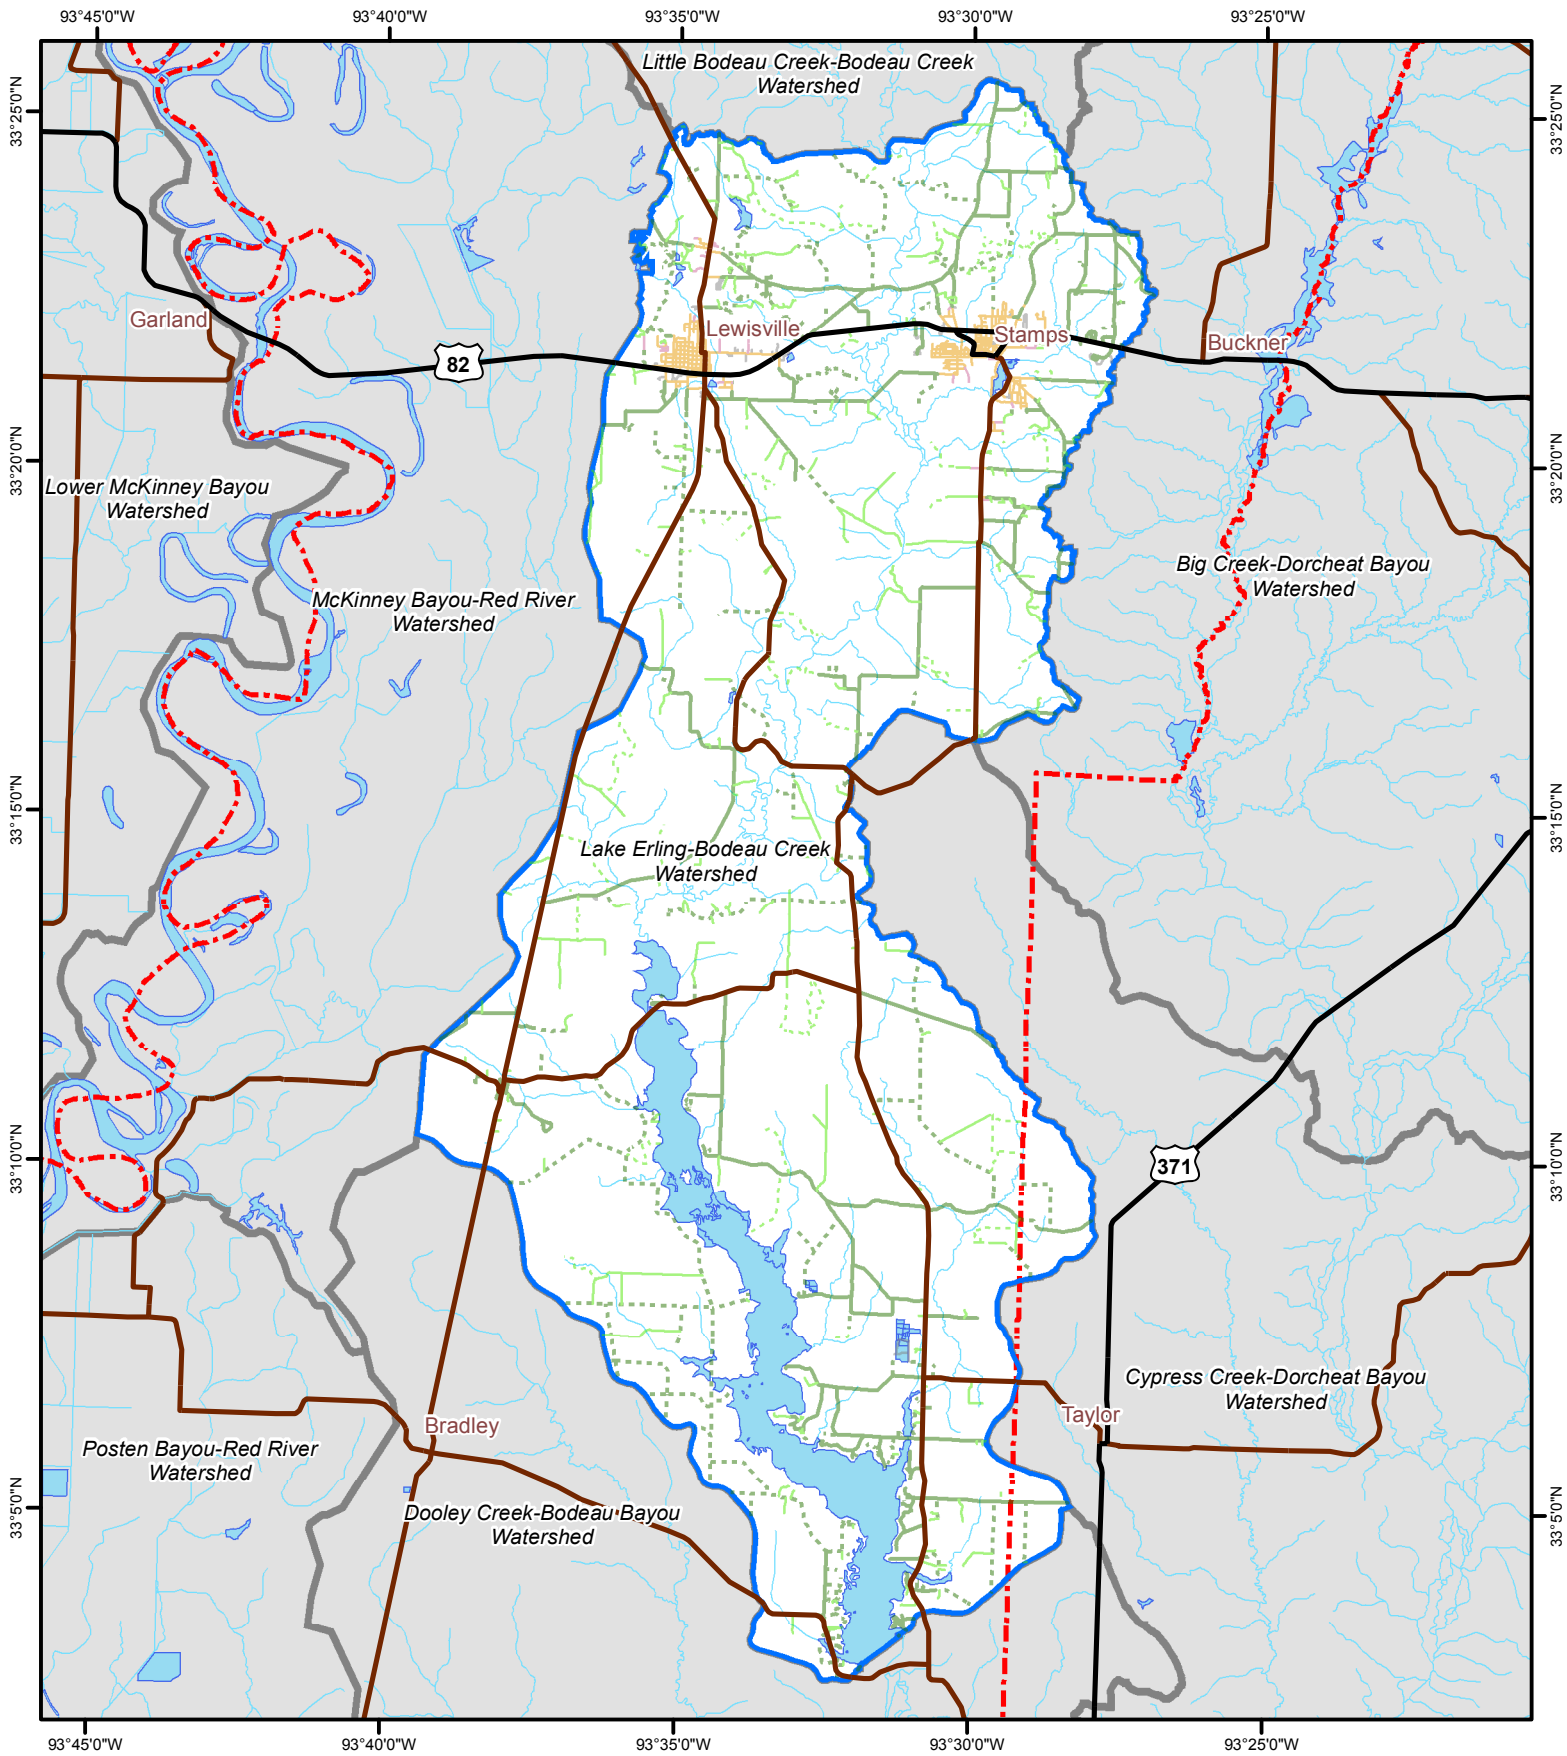 93°45'0"W
93°40'0"W
93°35'0"W
93°30'0"W
93°25'0"W
33°25'0"N
33°25'0"N
Little Bodeau Creek-Bodeau Creek
Watershed
Garland
Lewisville
Stamps
Buckner
82
33°20'0"N
33°20'0"N
Lower McKinney Bayou
Watershed
Big Creek-Dorcheat Bayou
Watershed
McKinney Bayou-Red River
Watershed
33°15'0"N
33°15'0"N
Lake Erling-Bodeau Creek
Watershed
33°10'0"N
33°10'0"N
371
Cypress Creek-Dorcheat Bayou
Watershed
Taylor
Bradley
Posten Bayou-Red River
Watershed
33°5'0"N
33°5'0"N
Dooley Creek-Bodeau Bayou
Watershed
93°45'0"W
93°40'0"W
93°35'0"W
93°30'0"W
93°25'0"W